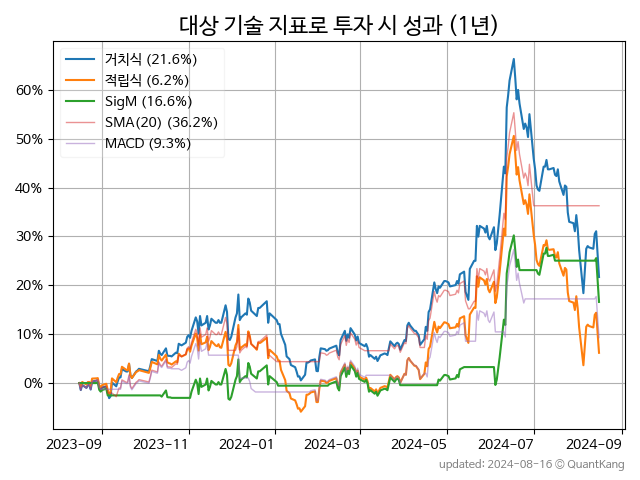 대상 기술 지표로 투자 시 성과 (1년)
거치식 (21.6%)
적립식 (6.2%)
SigM (16.6%)
SMA(20) (36.2%)
MACD (9.3%)
60%
50%
40%
30%
20%
10%
0%
2023-09 2023-11 2024-01 2024-03 2024-05 2024-07 2024-09
updated: 2024-08-16 © QuantKang